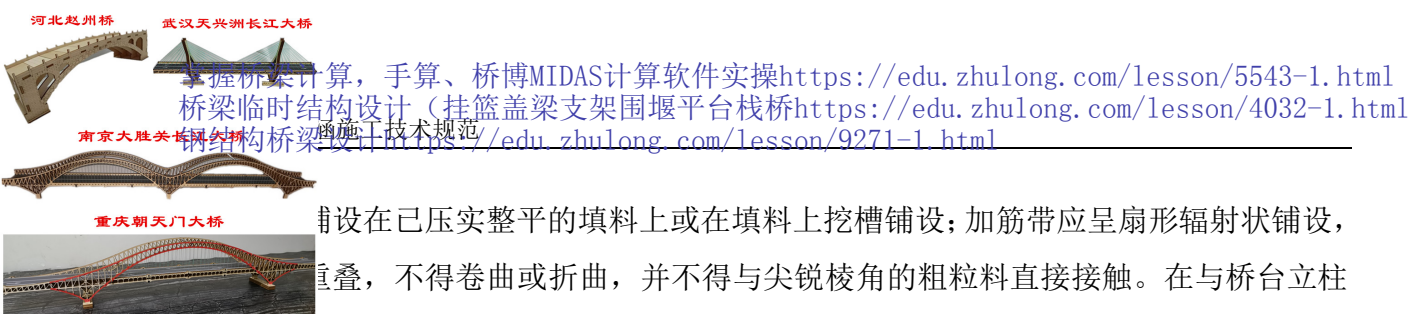 河北赵州桥
武汉天兴洲长江大桥
掌握桥梁计算，手算、桥博MIDAS计算软件实操https://edu.zhulong.com/lesson/5543-1.html
桥梁临时结构设计（挂篮盖梁支架围堰平台栈桥https://edu.zhulong.com/lesson/4032-1.html
钢结构桥梁设计https://edu.zhulong.com/lesson/9271-1.html
涵施工技术规范
南京大胜关长江大桥
重庆朝天门大桥
铺设在已压实整平的填料上或在填料上挖槽铺设；加筋带应呈扇形辐射状铺设，
重叠，不得卷曲或折曲，并不得与尖锐棱角的粗粒料直接接触。在与桥台立柱